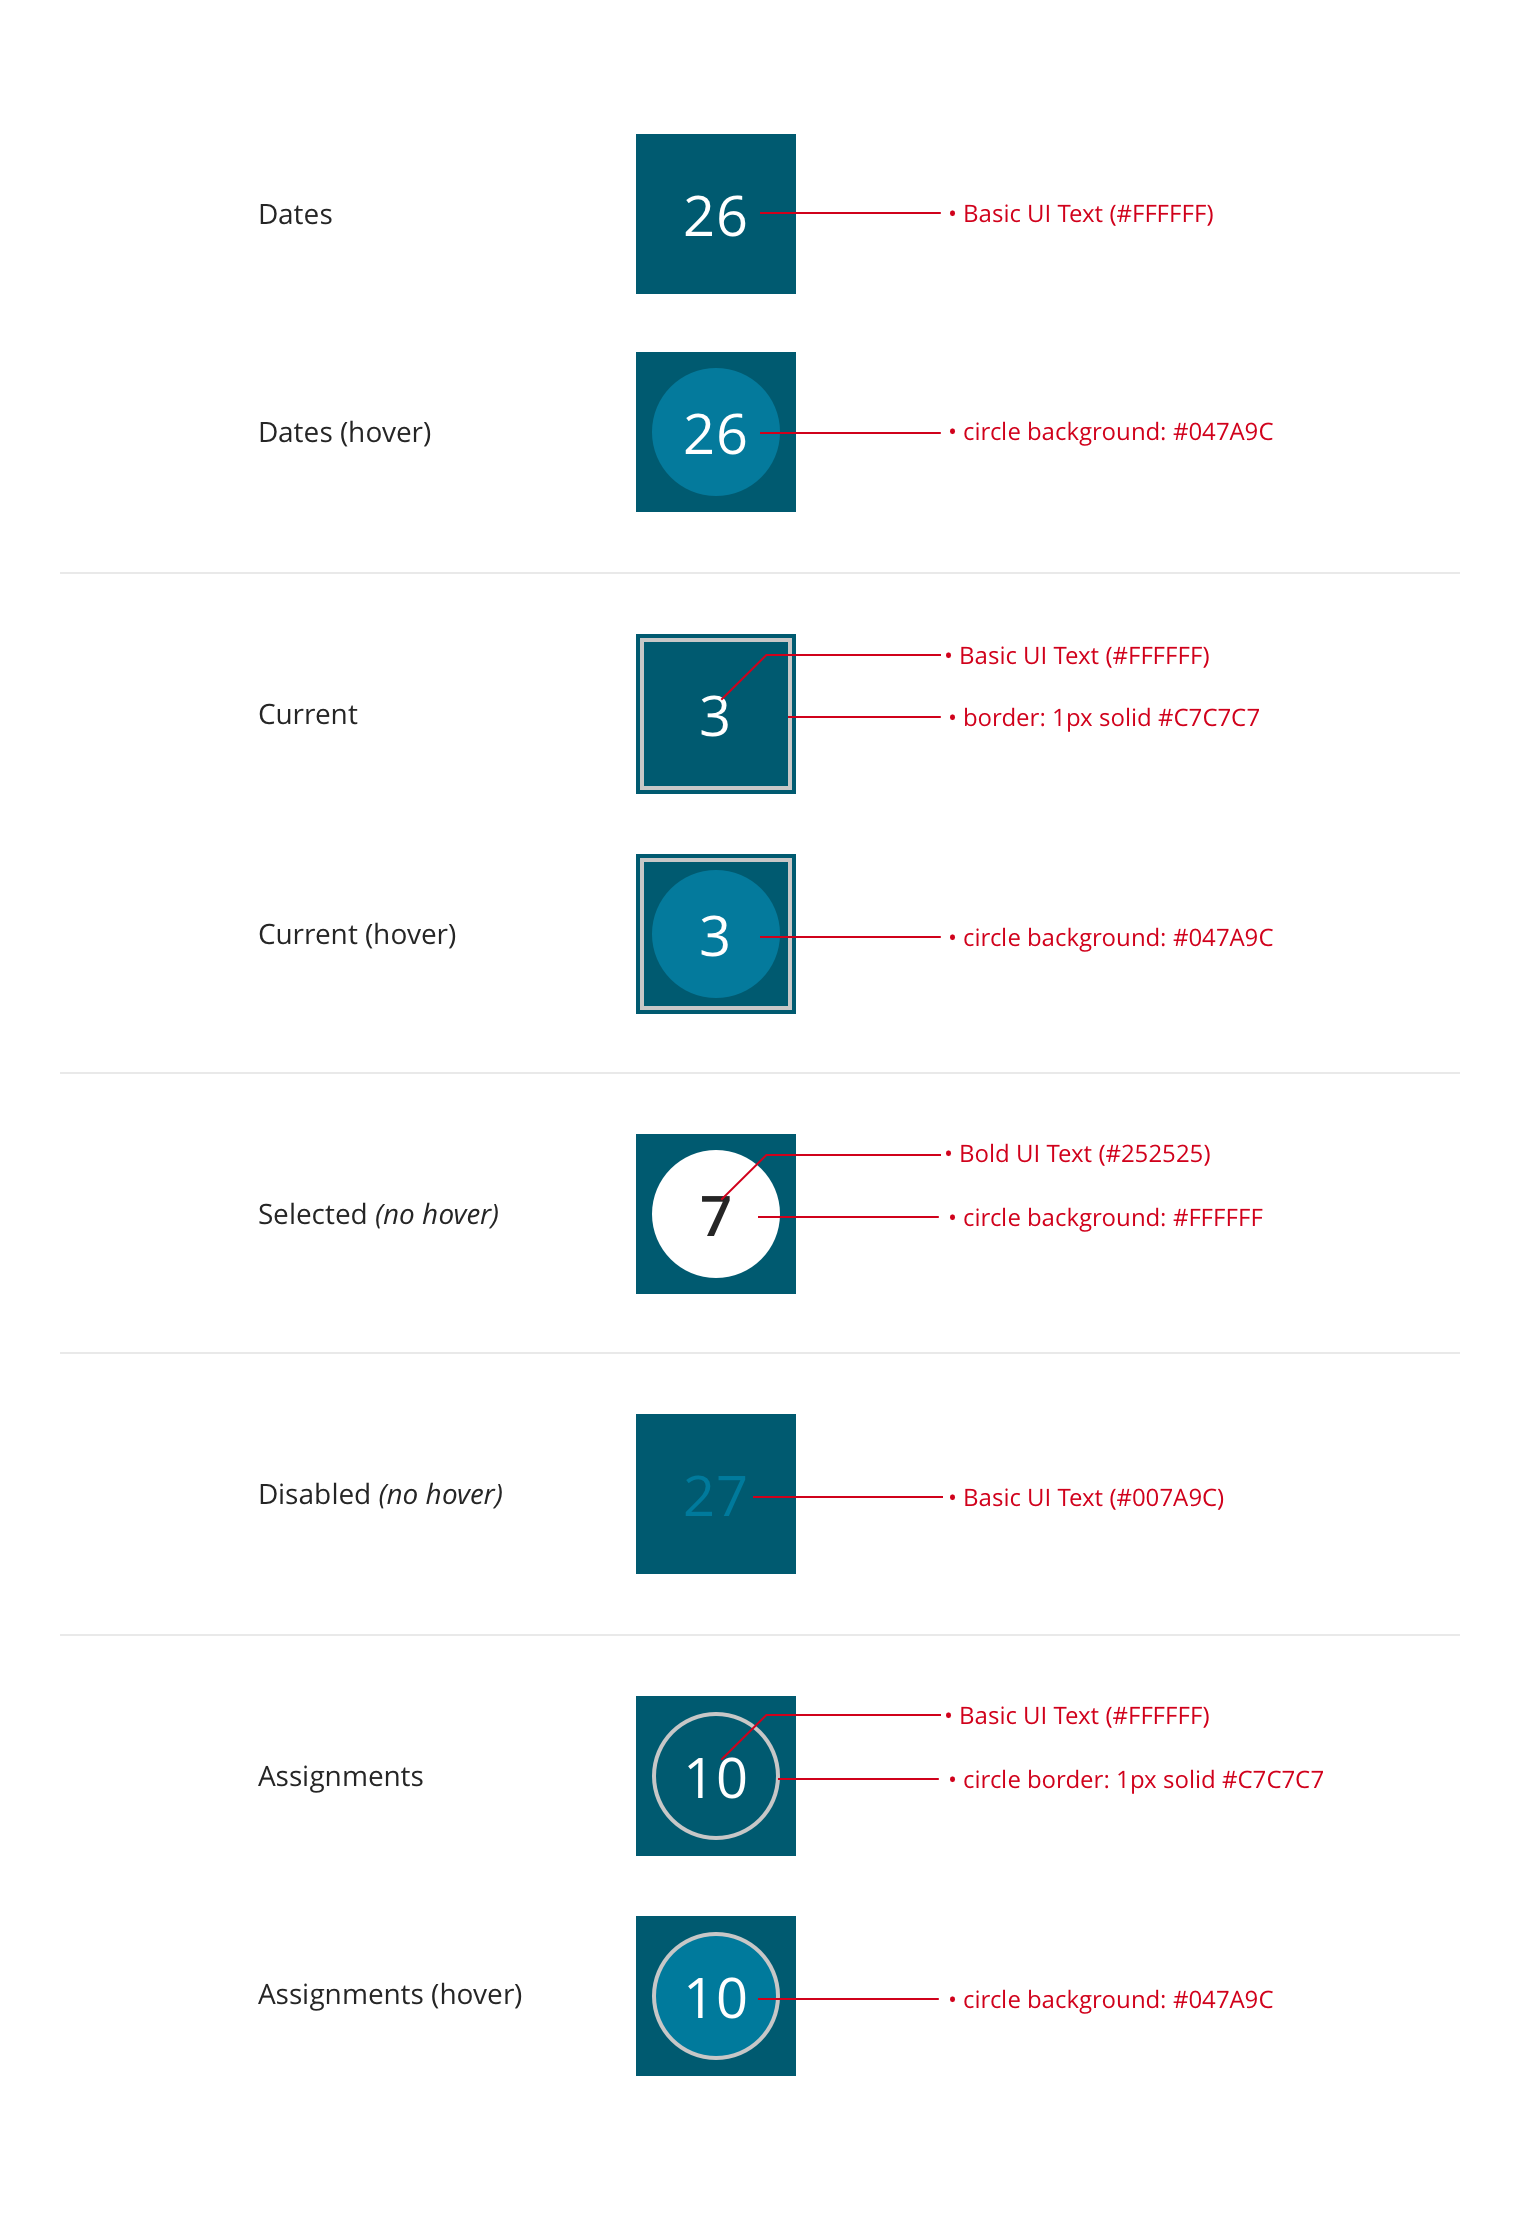 Dates
26
• Basic UI Text (#FFFFFF)
Dates (hover)
26
• circle background: #047A9C
• Basic UI Text (#FFFFFF)
Current
3
• border: 1px solid #C7C7C7
Current (hover)
3
• circle background: #047A9C
• Bold UI Text (#252525)
Selected (no hover)
7
• circle background: #FFFFFF
Disabled (no hover)
27
• Basic UI Text (#007A9C)
• Basic UI Text (#FFFFFF)
Assignments
10
• circle border: 1px solid #C7C7C7
Assignments (hover)
10
• circle background: #047A9C